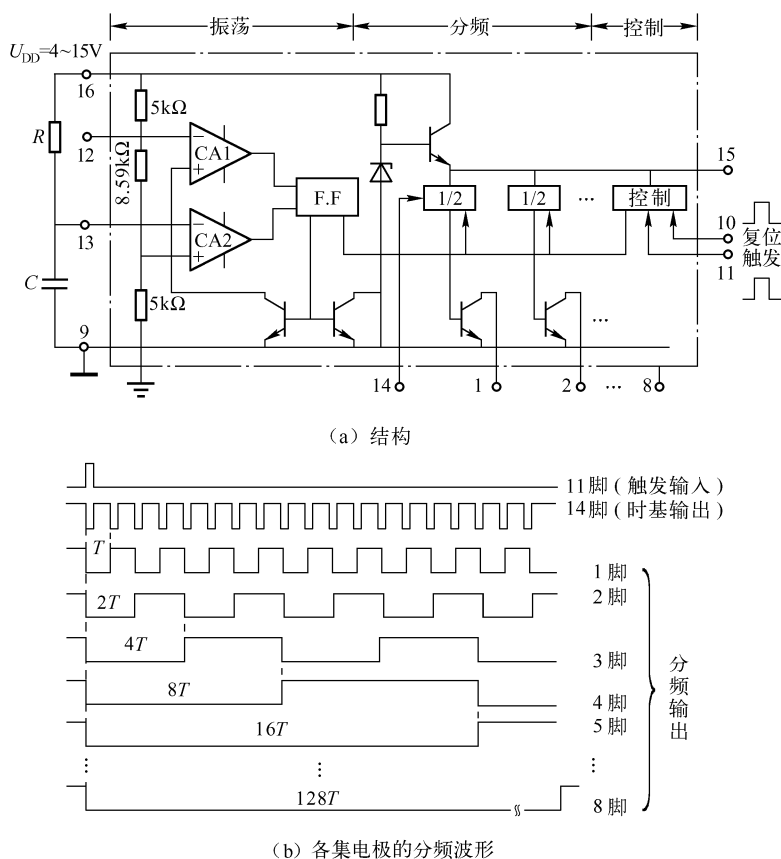 振荡 分频 控制
U_DD=4~15V
16
5kΩ
R
12
8.59kΩ
CA1
− +
F.F
CA2
− +
13
C
5kΩ
9
1/2 1/2 ··· 控制
15
10
复位
触发
11
···
14 1 2 ··· 8
（a）结构
11脚（触发输入）
14脚（时基输出）
T
1脚
2T
2脚
4T
3脚
8T
4脚
16T
5脚
分频输出
⋮ ⋮ ⋮
128T
8脚
（b）各集电极的分频波形